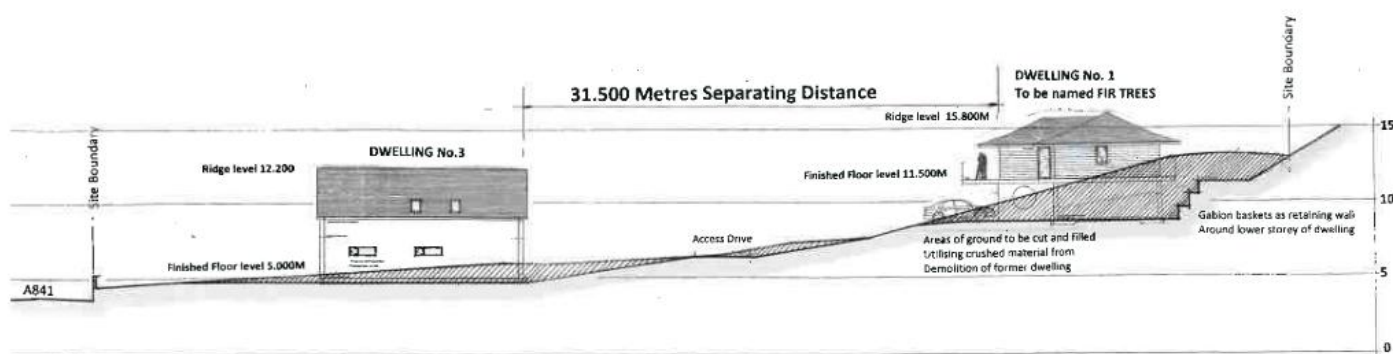 Site Boundary
DWELLING No. 1
To be named FIR TREES
31.500 Metres Separating Distance
Ridge level 15.800M
15
DWELLING No.3
Ridge level 12.200
Finished Floor level 11.500M
Site Boundary
10
Gabion baskets as retaining wall
Around lower storey of dwelling
Access Drive
Areas of ground to be cut and filled
Utilising crushed material from
Demolition of former dwelling
Finished Floor level 5.000M
5
A841
0